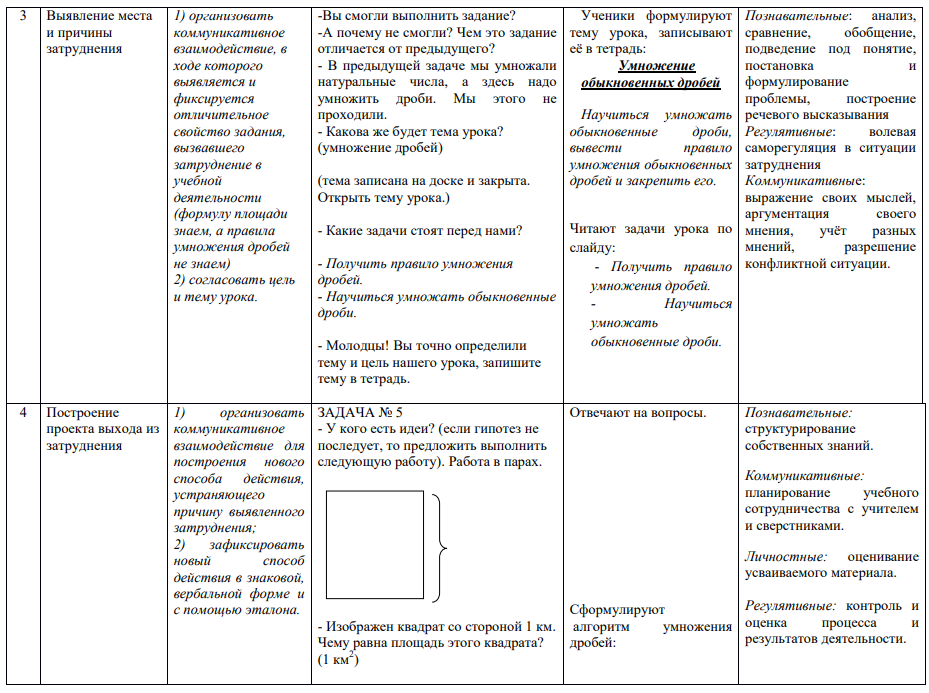 3
Выявление места
и причины
затруднения
1) организовать
коммуникативное
взаимодействие, в
ходе которого
выявляется и
фиксируется
отличительное
свойство задания,
вызвавшего
затруднение в
учебной
деятельности
(формулу площади
знаем, а правила
умножения дробей
не знаем)
2) согласовать цель
и тему урока.
-Вы смогли выполнить задание?
-А почему не смогли? Чем это задание
отличается от предыдущего?
- В предыдущей задаче мы умножали
натуральные числа, а здесь надо
умножить дроби. Мы этого не
проходили.
- Какова же будет тема урока?
(умножение дробей)
(тема записана на доске и закрыта.
Открыть тему урока.)
- Какие задачи стоят перед нами?
- Получить правило умножения
дробей.
- Научиться умножать обыкновенные
дроби.
- Молодцы! Вы точно определили
тему и цель нашего урока, запишите
тему в тетрадь.
Ученики формулируют
тему урока, записывают
её в тетрадь:
Умножение
обыкновенных дробей
Научиться умножать
обыкновенные дроби,
вывести правило
умножения обыкновенных
дробей и закрепить его.
Читают задачи урока по
слайду:
- Получить правило
умножения дробей.
- Научиться
умножать
обыкновенные дроби.
Познавательные: анализ,
сравнение, обобщение,
подведение под понятие,
постановка и
формулирование
проблемы, построение
речевого высказывания
Регулятивные: волевая
саморегуляция в ситуации
затруднения
Коммуникативные:
выражение своих мыслей,
аргументация своего
мнения, учёт разных
мнений, разрешение
конфликтной ситуации.
4
Построение
проекта выхода из
затруднения
1) организовать
коммуникативное
взаимодействие для
построения нового
способа действия,
устраняющего
причину выявленного
затруднения;
2) зафиксировать
новый способ
действия в знаковой,
вербальной форме и
с помощью эталона.
ЗАДАЧА № 5
- У кого есть идеи? (если гипотез не
последует, то предложить выполнить
следующую работу). Работа в парах.
- Изображен квадрат со стороной 1 км.
Чему равна площадь этого квадрата?
(1 км²)
Отвечают на вопросы.
Сформулируют
алгоритм умножения
дробей:
Познавательные:
структурирование
собственных знаний.
Коммуникативные:
планирование учебного
сотрудничества с учителем
и сверстниками.
Личностные: оценивание
усваиваемого материала.
Регулятивные: контроль и
оценка процесса и
результатов деятельности.